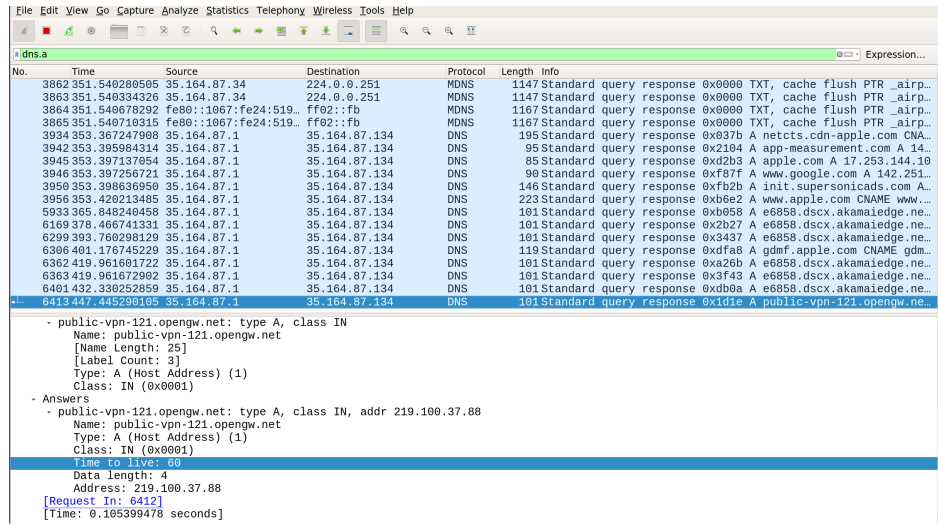 File Edit View Go Capture Analyze Statistics Telephony Wireless Tools Help
dns.a Expression...
No. Time Source Destination Protocol Length Info
3862 351.540280505 35.164.87.34 224.0.0.251 MDNS 1147 Standard query response 0x0000 TXT, cache flush PTR _airp…
3863 351.540334326 35.164.87.34 224.0.0.251 MDNS 1147 Standard query response 0x0000 TXT, cache flush PTR _airp…
3864 351.540678292 fe80::1067:fe24:519… ff02::fb MDNS 1167 Standard query response 0x0000 TXT, cache flush PTR _airp…
3865 351.540710315 fe80::1067:fe24:519… ff02::fb MDNS 1167 Standard query response 0x0000 TXT, cache flush PTR _airp…
3934 353.367247908 35.164.87.1 35.164.87.134 DNS 195 Standard query response 0x037b A netcts.cdn-apple.com CNA…
3942 353.395984314 35.164.87.1 35.164.87.134 DNS 95 Standard query response 0x2104 A app-measurement.com A 14…
3945 353.397137054 35.164.87.1 35.164.87.134 DNS 85 Standard query response 0xd2b3 A apple.com A 17.253.144.10
3946 353.397256721 35.164.87.1 35.164.87.134 DNS 90 Standard query response 0xf87f A www.google.com A 142.251…
3950 353.398636950 35.164.87.1 35.164.87.134 DNS 146 Standard query response 0xfb2b A init.supersonicads.com A…
3956 353.420213485 35.164.87.1 35.164.87.134 DNS 223 Standard query response 0xb6e2 A www.apple.com CNAME www.…
5933 365.848240458 35.164.87.1 35.164.87.134 DNS 101 Standard query response 0xb058 A e6858.dscx.akamaiedge.ne…
6169 378.466741331 35.164.87.1 35.164.87.134 DNS 101 Standard query response 0x2b27 A e6858.dscx.akamaiedge.ne…
6299 393.760298129 35.164.87.1 35.164.87.134 DNS 101 Standard query response 0x3437 A e6858.dscx.akamaiedge.ne…
6306 401.176745229 35.164.87.1 35.164.87.134 DNS 119 Standard query response 0xdfa8 A gdmf.apple.com CNAME gdm…
6362 419.961601722 35.164.87.1 35.164.87.134 DNS 101 Standard query response 0xa26b A e6858.dscx.akamaiedge.ne…
6363 419.961672902 35.164.87.1 35.164.87.134 DNS 101 Standard query response 0x3f43 A e6858.dscx.akamaiedge.ne…
6401 432.330252859 35.164.87.1 35.164.87.134 DNS 101 Standard query response 0xdb0a A e6858.dscx.akamaiedge.ne…
6413 447.445290105 35.164.87.1 35.164.87.134 DNS 101 Standard query response 0x1d1e A public-vpn-121.opengw.ne…
public-vpn-121.opengw.net: type A, class IN
Name: public-vpn-121.opengw.net
[Name Length: 25]
[Label Count: 3]
Type: A (Host Address) (1)
Class: IN (0x0001)
Answers
public-vpn-121.opengw.net: type A, class IN, addr 219.100.37.88
Name: public-vpn-121.opengw.net
Type: A (Host Address) (1)
Class: IN (0x0001)
Time to live: 60
Data length: 4
Address: 219.100.37.88
[Request In: 6412]
[Time: 0.105399478 seconds]